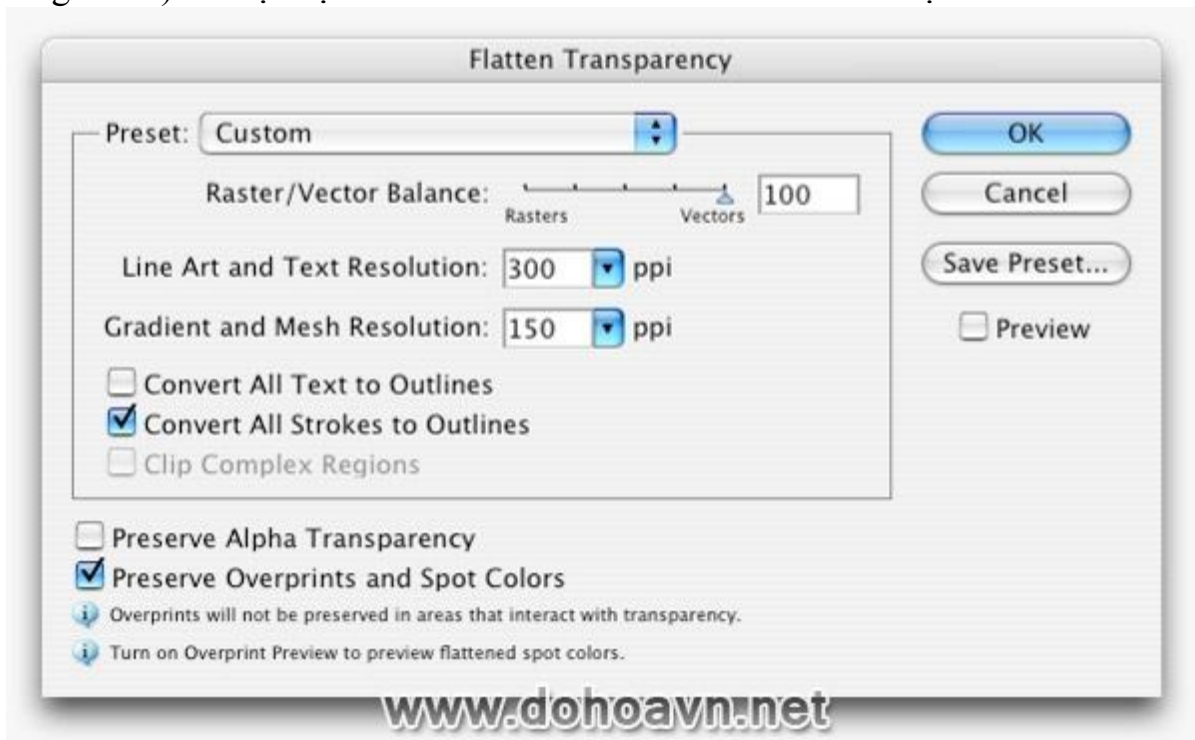 Flatten Transparency
Preset: Custom
OK
Raster/Vector Balance: 100
Rasters Vectors
Cancel
Line Art and Text Resolution: 300 ppi
Save Preset...
Gradient and Mesh Resolution: 150 ppi
Preview
Convert All Text to Outlines
Convert All Strokes to Outlines
Clip Complex Regions
Preserve Alpha Transparency
Preserve Overprints and Spot Colors
Overprints will not be preserved in areas that interact with transparency.
Turn on Overprint Preview to preview flattened spot colors.
www.dohoavn.net